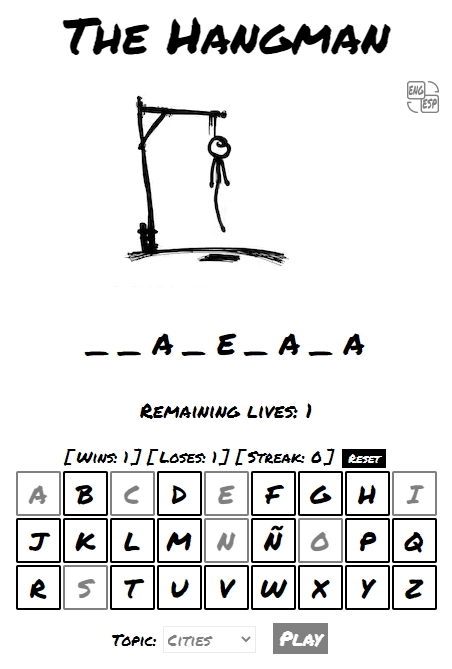 The Hangman
ENG
ESP
_ _ A _ E _ A _ A
Remaining lives: 1
[Wins: 1] [Loses: 1] [Streak: 0] Reset
A B C D E F G H I
J K L M N Ñ O P Q
R S T U V W X Y Z
Topic: Cities Play